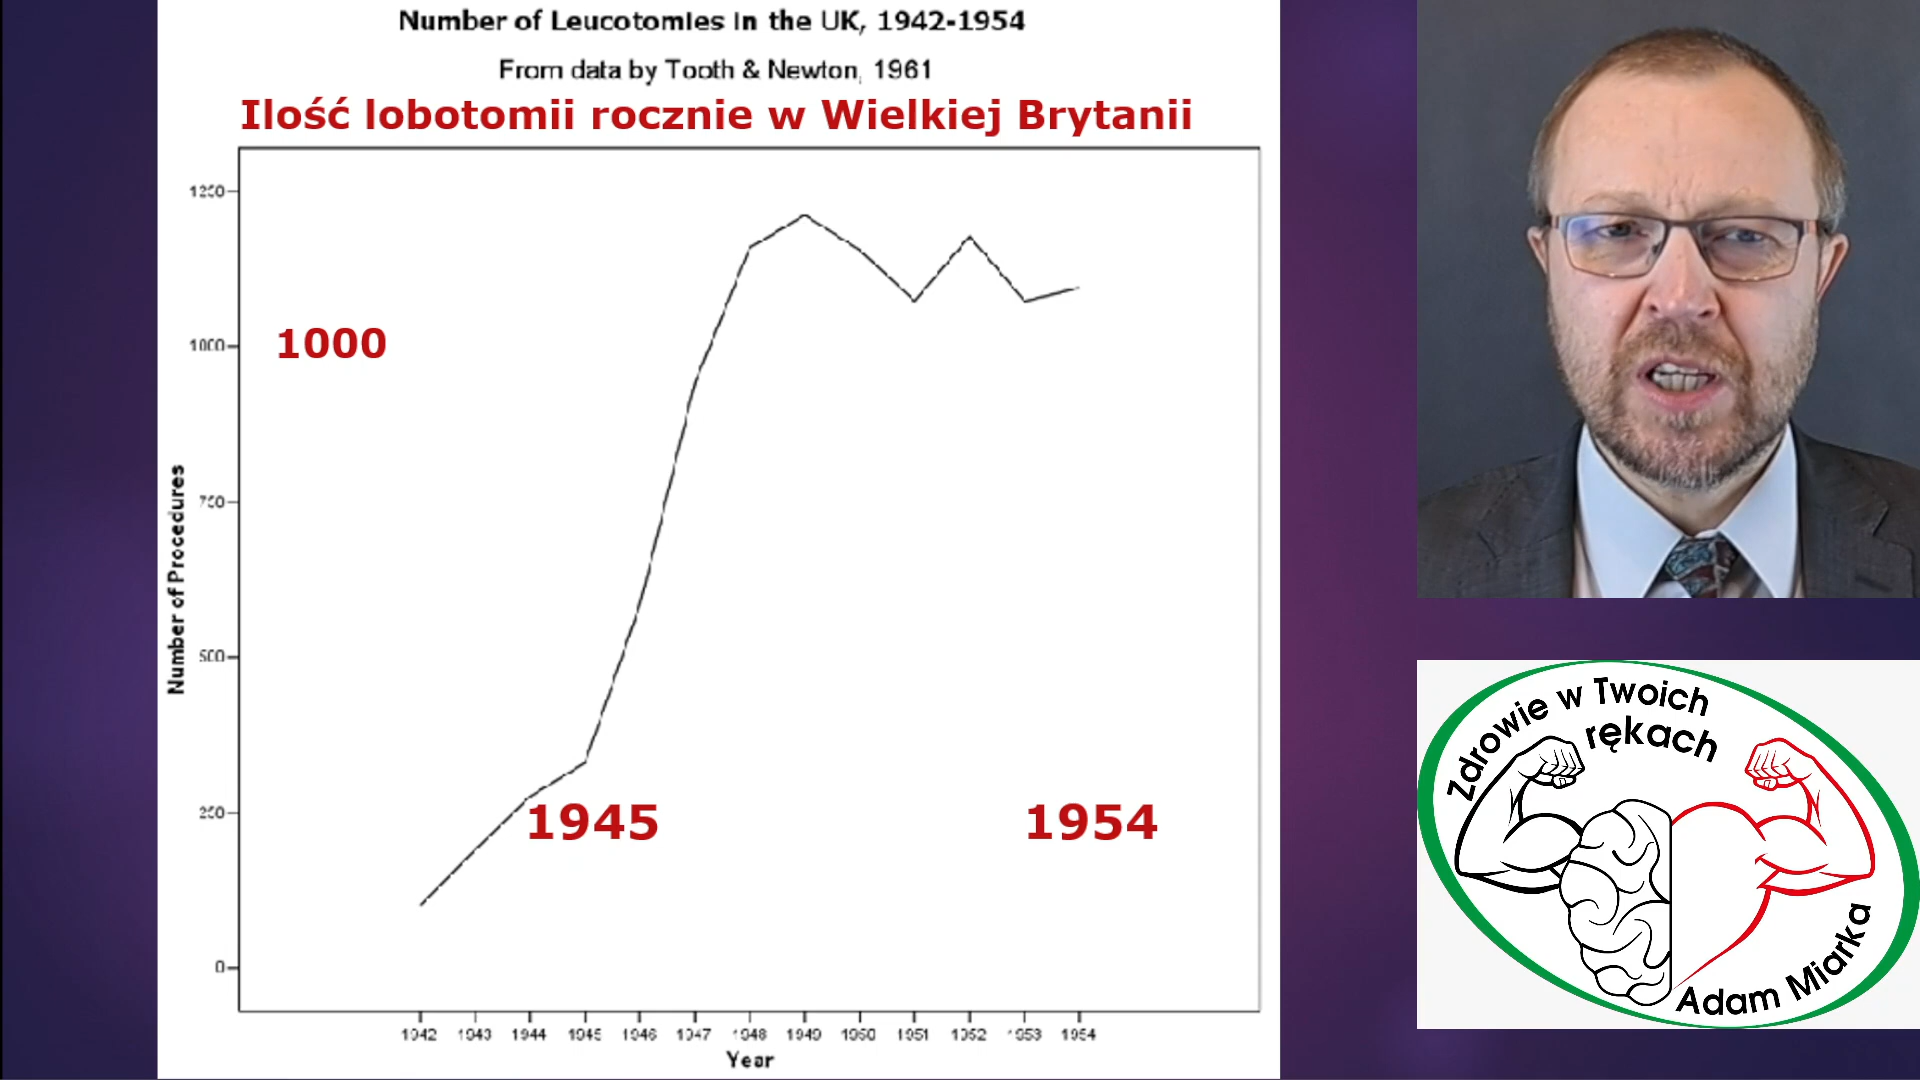 Number of Leucotomies in the UK, 1942-1954
From data by Tooth & Newton, 1961
Ilość lobotomii rocznie w Wielkiej Brytanii
1250
1000
1000
750
500
250
0
Number of Procedures
1945
1954
1942 1943 1944 1945 1946 1947 1948 1949 1950 1951 1952 1953 1954
Year
Zdrowie w Twoich
rękach
Adam Miarka